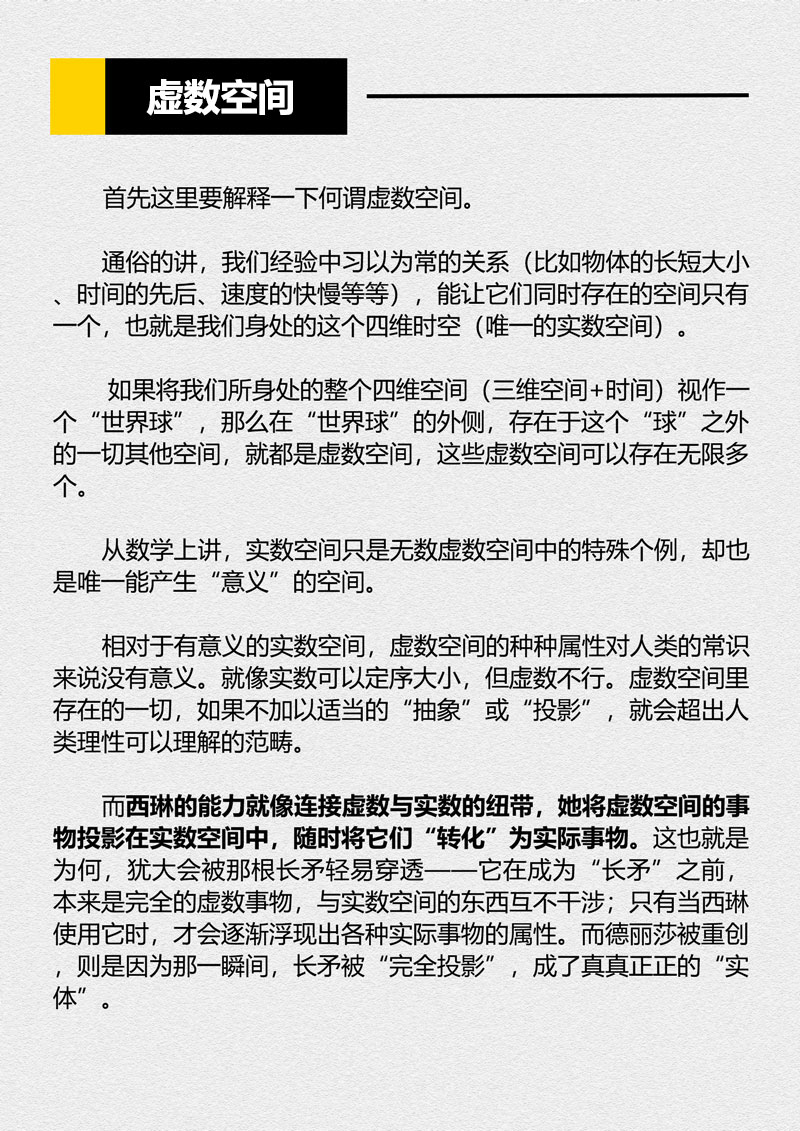 虚数空间
首先这里要解释一下何谓虚数空间。
通俗的讲，我们经验中习以为常的关系（比如物体的长短大小
、时间的先后、速度的快慢等等），能让它们同时存在的空间只有
一个，也就是我们身处的这个四维时空（唯一的实数空间）。
如果将我们所身处的整个四维空间（三维空间+时间）视作一
个“世界球”，那么在“世界球”的外侧，存在于这个“球”之外
的一切其他空间，就都是虚数空间，这些虚数空间可以存在无限多
个。
从数学上讲，实数空间只是无数虚数空间中的特殊个例，却也
是唯一能产生“意义”的空间。
相对于有意义的实数空间，虚数空间的种种属性对人类的常识
来说没有意义。就像实数可以定序大小，但虚数不行。虚数空间里
存在的一切，如果不加以适当的“抽象”或“投影”，就会超出人
类理性可以理解的范畴。
而西琳的能力就像连接虚数与实数的纽带，她将虚数空间的事
物投影在实数空间中，随时将它们“转化”为实际事物。这也就是
为何，犹大会被那根长矛轻易穿透——它在成为“长矛”之前，
本来是完全的虚数事物，与实数空间的东西互不干涉；只有当西琳
使用它时，才会逐渐浮现出各种实际事物的属性。而德丽莎被重创
，则是因为那一瞬间，长矛被“完全投影”，成了真真正正的“实
体”。